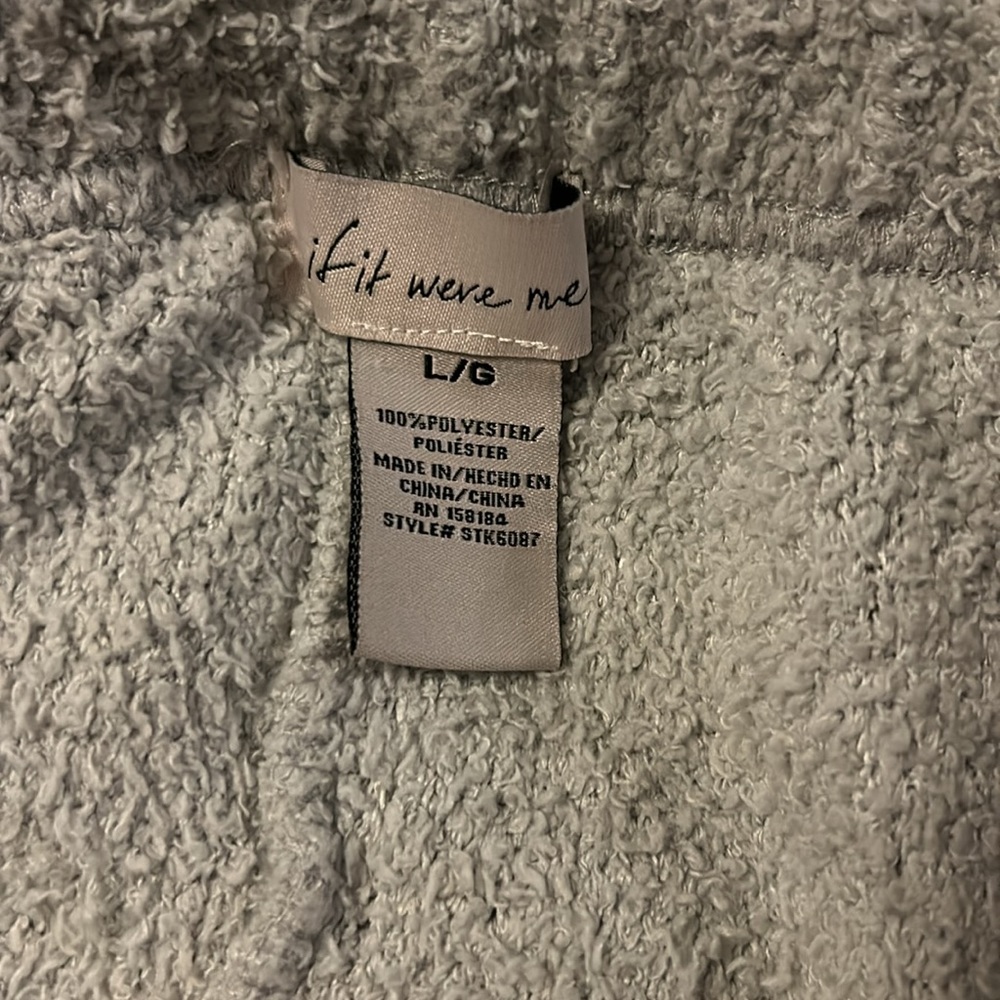 if it were me
L/G
100%POLYESTER/
POLIÉSTER
MADE IN/HECHO EN
CHINA/CHINA
RN 158184
STYLE# STK6087